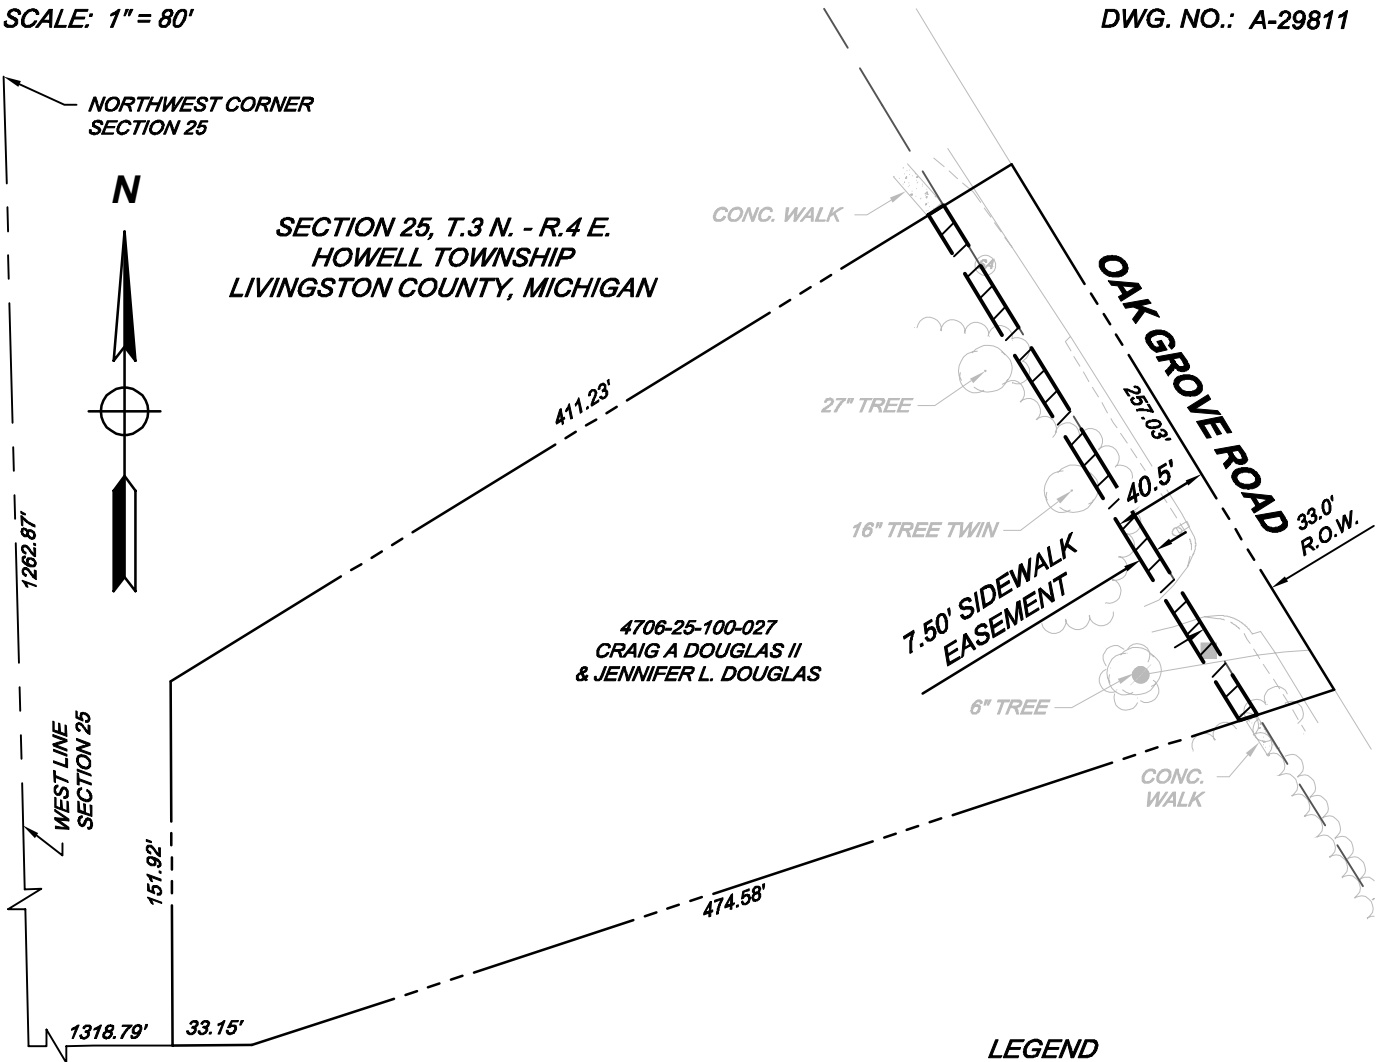 SCALE: 1" = 80'
DWG. NO.: A-29811
NORTHWEST CORNER
SECTION 25
N
SECTION 25, T.3 N. - R.4 E.
HOWELL TOWNSHIP
LIVINGSTON COUNTY, MICHIGAN
CONC. WALK
SA
OAK GROVE ROAD
411.23'
27" TREE
257.03'
40.5'
1262.87'
16" TREE TWIN
33.0'
R.O.W.
7.50' SIDEWALK
EASEMENT
4706-25-100-027
CRAIG A DOUGLAS II
& JENNIFER L. DOUGLAS
6" TREE
WEST LINE
SECTION 25
CONC.
WALK
151.92'
474.58'
1318.79'
33.15'
LEGEND